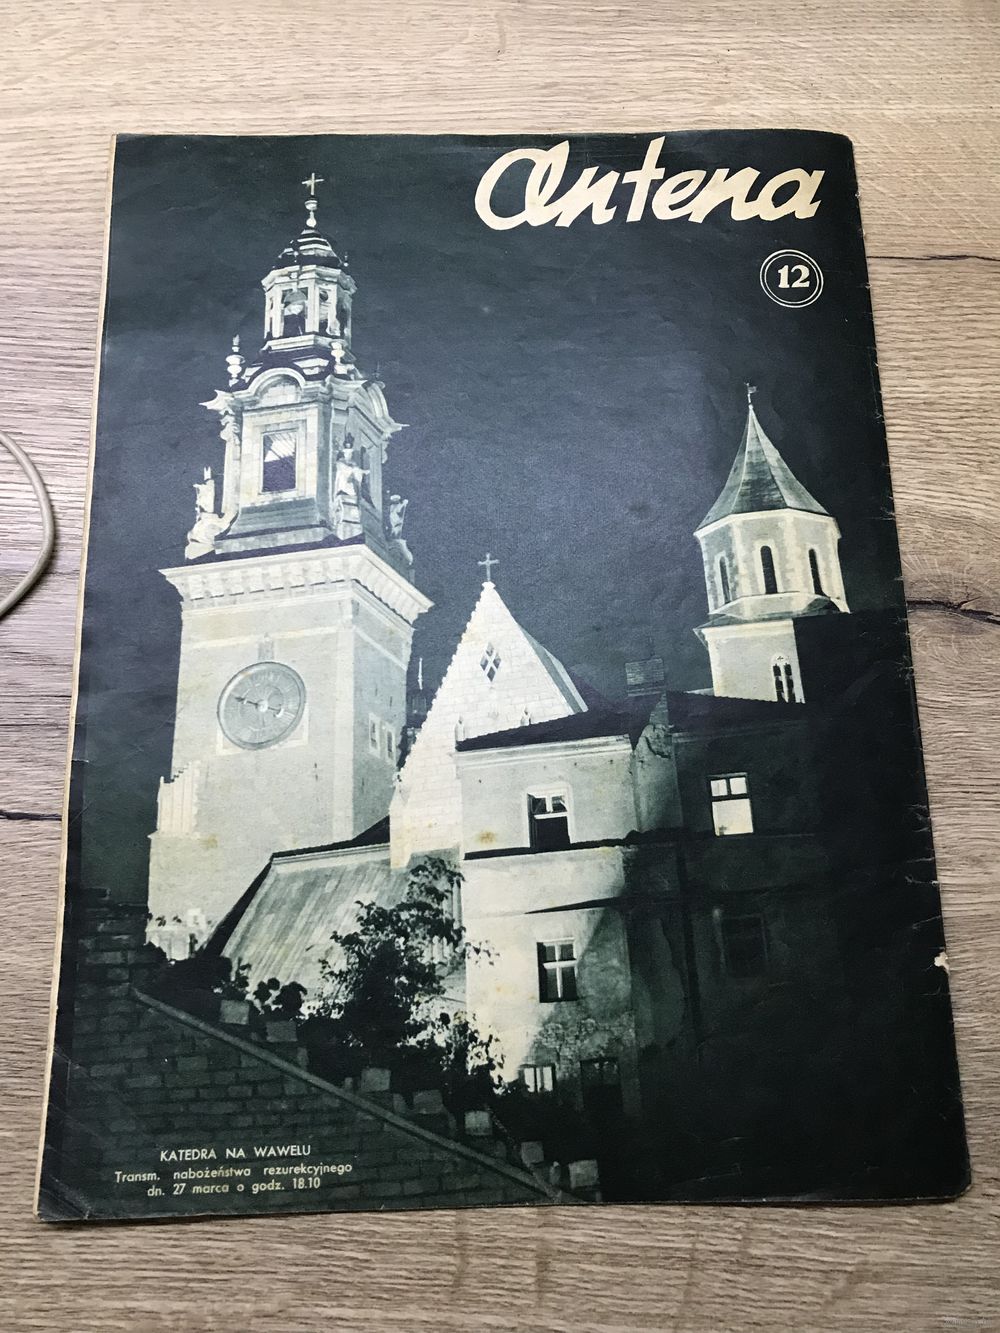 Antena
12
KATEDRA NA WAWELU
Transm. nabożeństwa rezurekcyjnego
dn. 27 marca o godz. 18.10